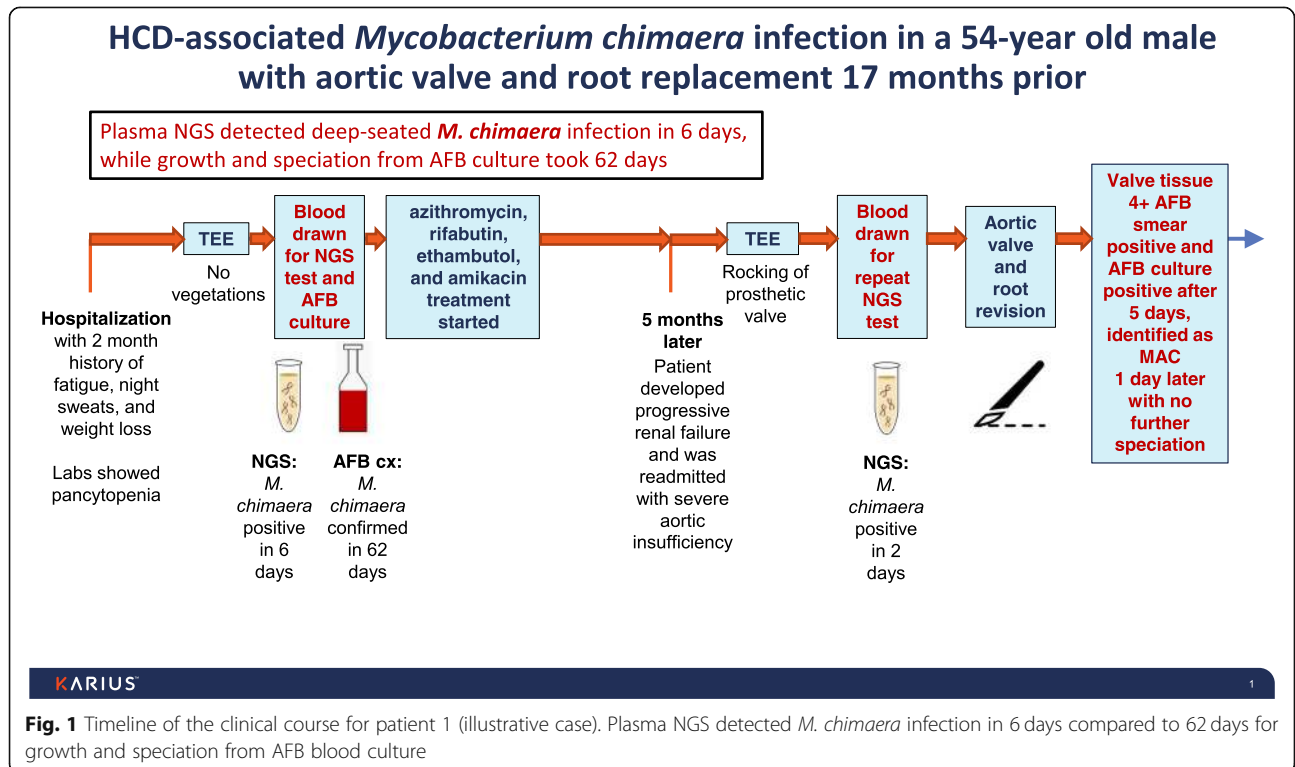 HCD-associated Mycobacterium chimaera infection in a 54-year old male
with aortic valve and root replacement 17 months prior
Plasma NGS detected deep-seated M. chimaera infection in 6 days,
while growth and speciation from AFB culture took 62 days
Hospitalization
with 2 month
history of
fatigue, night
sweats, and
weight loss
Labs showed
pancytopenia
TEE
No
vegetations
Blood
drawn
for NGS
test and
AFB
culture
NGS:
M.
chimaera
positive
in 6
days
AFB cx:
M.
chimaera
confirmed
in 62
days
azithromycin,
rifabutin,
ethambutol,
and amikacin
treatment
started
5 months
later
Patient
developed
progressive
renal failure
and was
readmitted
with severe
aortic
insufficiency
TEE
Rocking of
prosthetic
valve
Blood
drawn
for
repeat
NGS
test
NGS:
M.
chimaera
positive
in 2
days
Aortic
valve
and
root
revision
Valve tissue
4+ AFB
smear
positive and
AFB culture
positive after
5 days,
identified as
MAC
1 day later
with no
further
speciation
KARIUS™
1
Fig. 1 Timeline of the clinical course for patient 1 (illustrative case). Plasma NGS detected M. chimaera infection in 6 days compared to 62 days for
growth and speciation from AFB blood culture